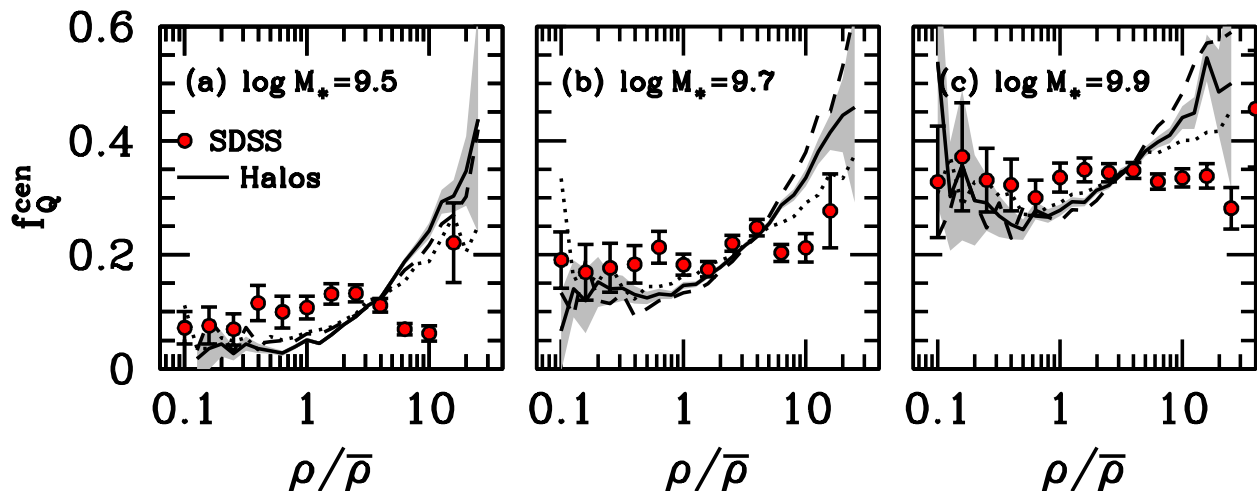 0.6
0.4
0.2
0
f_Q^cen
(a) log M_*=9.5
SDSS
Halos
(b) log M_*=9.7
(c) log M_*=9.9
0.1 1 10
0.1 1 10
0.1 1 10
ρ/ρ̅
ρ/ρ̅
ρ/ρ̅